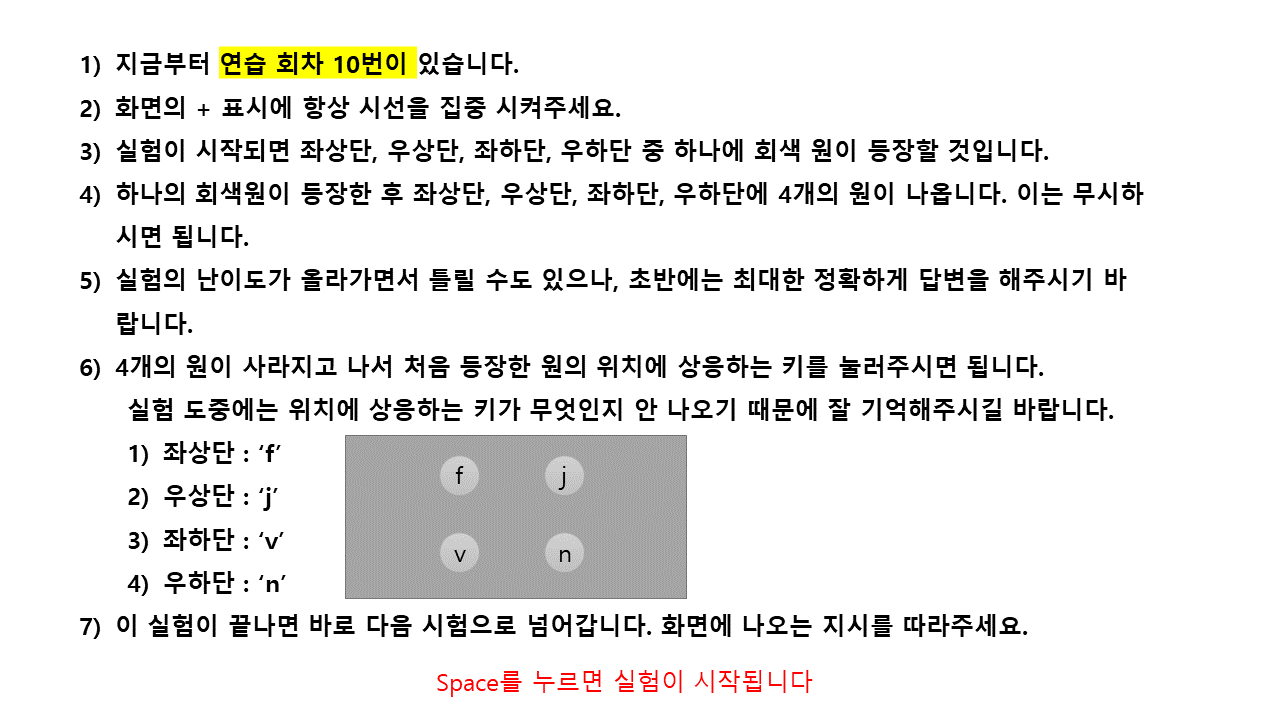 1) 지금부터 연습 회차 10번이 있습니다.
2) 화면의 + 표시에 항상 시선을 집중 시켜주세요.
3) 실험이 시작되면 좌상단, 우상단, 좌하단, 우하단 중 하나에 회색 원이 등장할 것입니다.
4) 하나의 회색원이 등장한 후 좌상단, 우상단, 좌하단, 우하단에 4개의 원이 나옵니다. 이는 무시하
시면 됩니다.
5) 실험의 난이도가 올라가면서 틀릴 수도 있으나, 초반에는 최대한 정확하게 답변을 해주시기 바
랍니다.
6) 4개의 원이 사라지고 나서 처음 등장한 원의 위치에 상응하는 키를 눌러주시면 됩니다.
실험 도중에는 위치에 상응하는 키가 무엇인지 안 나오기 때문에 잘 기억해주시길 바랍니다.
1) 좌상단 : ‘f’
2) 우상단 : ‘j’
3) 좌하단 : ‘v’
4) 우하단 : ‘n’
f j
v n
7) 이 실험이 끝나면 바로 다음 시험으로 넘어갑니다. 화면에 나오는 지시를 따라주세요.
Space를 누르면 실험이 시작됩니다